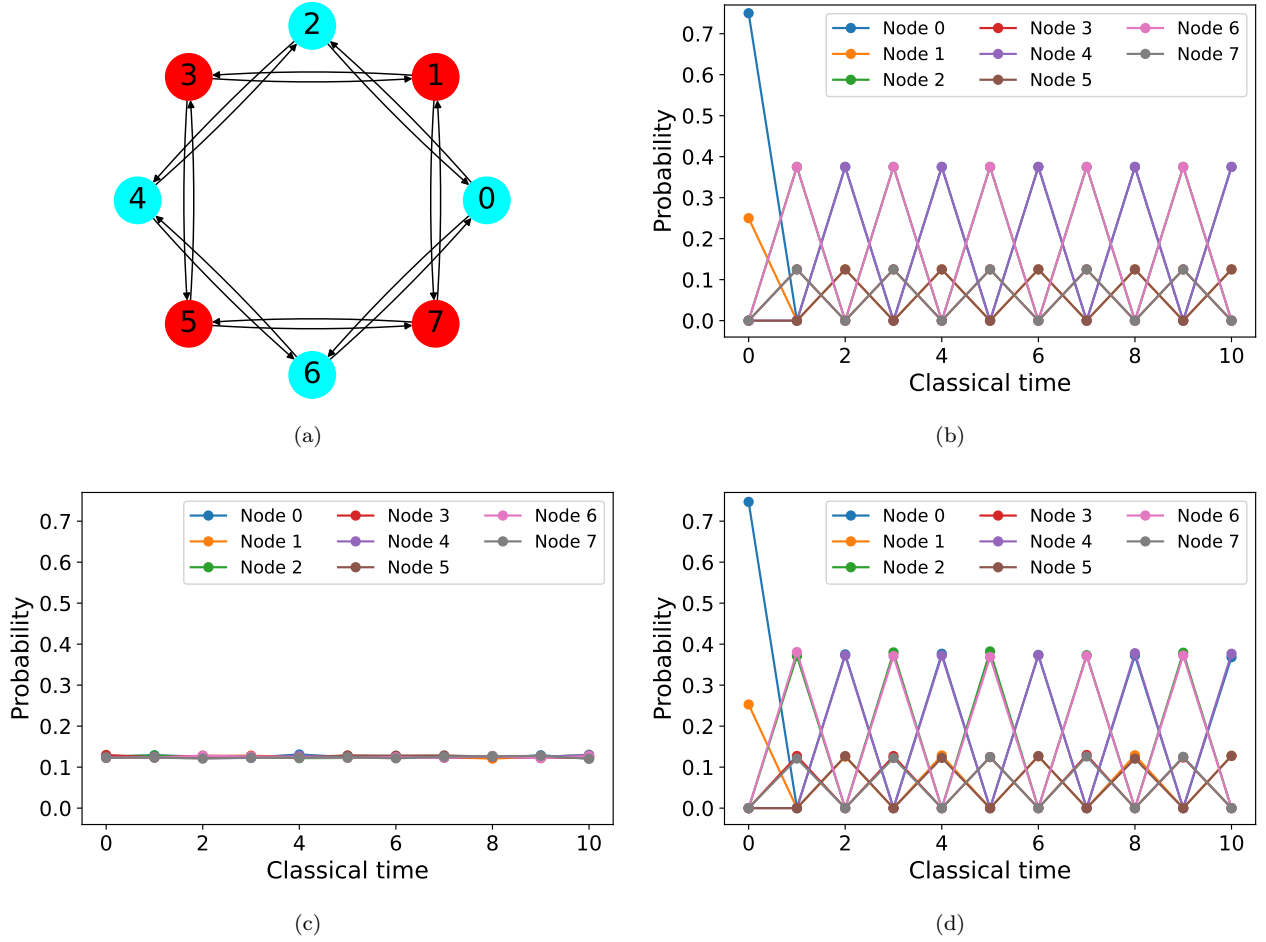 2
3
1
4
0
5
7
6
(a)
Probability
0.7
0.6
0.5
0.4
0.3
0.2
0.1
0.0
Node 0 Node 3 Node 6
Node 1 Node 4 Node 7
Node 2 Node 5
0 2 4 6 8 10
Classical time
(b)
Probability
0.7
0.6
0.5
0.4
0.3
0.2
0.1
0.0
Node 0 Node 3 Node 6
Node 1 Node 4 Node 7
Node 2 Node 5
0 2 4 6 8 10
Classical time
(c)
Probability
0.7
0.6
0.5
0.4
0.3
0.2
0.1
0.0
Node 0 Node 3 Node 6
Node 1 Node 4 Node 7
Node 2 Node 5
0 2 4 6 8 10
Classical time
(d)